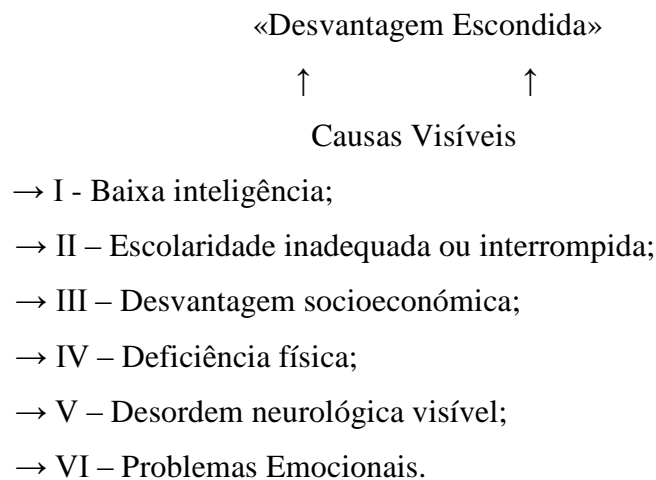 «Desvantagem Escondida»
↑ ↑
Causas Visíveis
→ I - Baixa inteligência;
→ II – Escolaridade inadequada ou interrompida;
→ III – Desvantagem socioeconómica;
→ IV – Deficiência física;
→ V – Desordem neurológica visível;
→ VI – Problemas Emocionais.